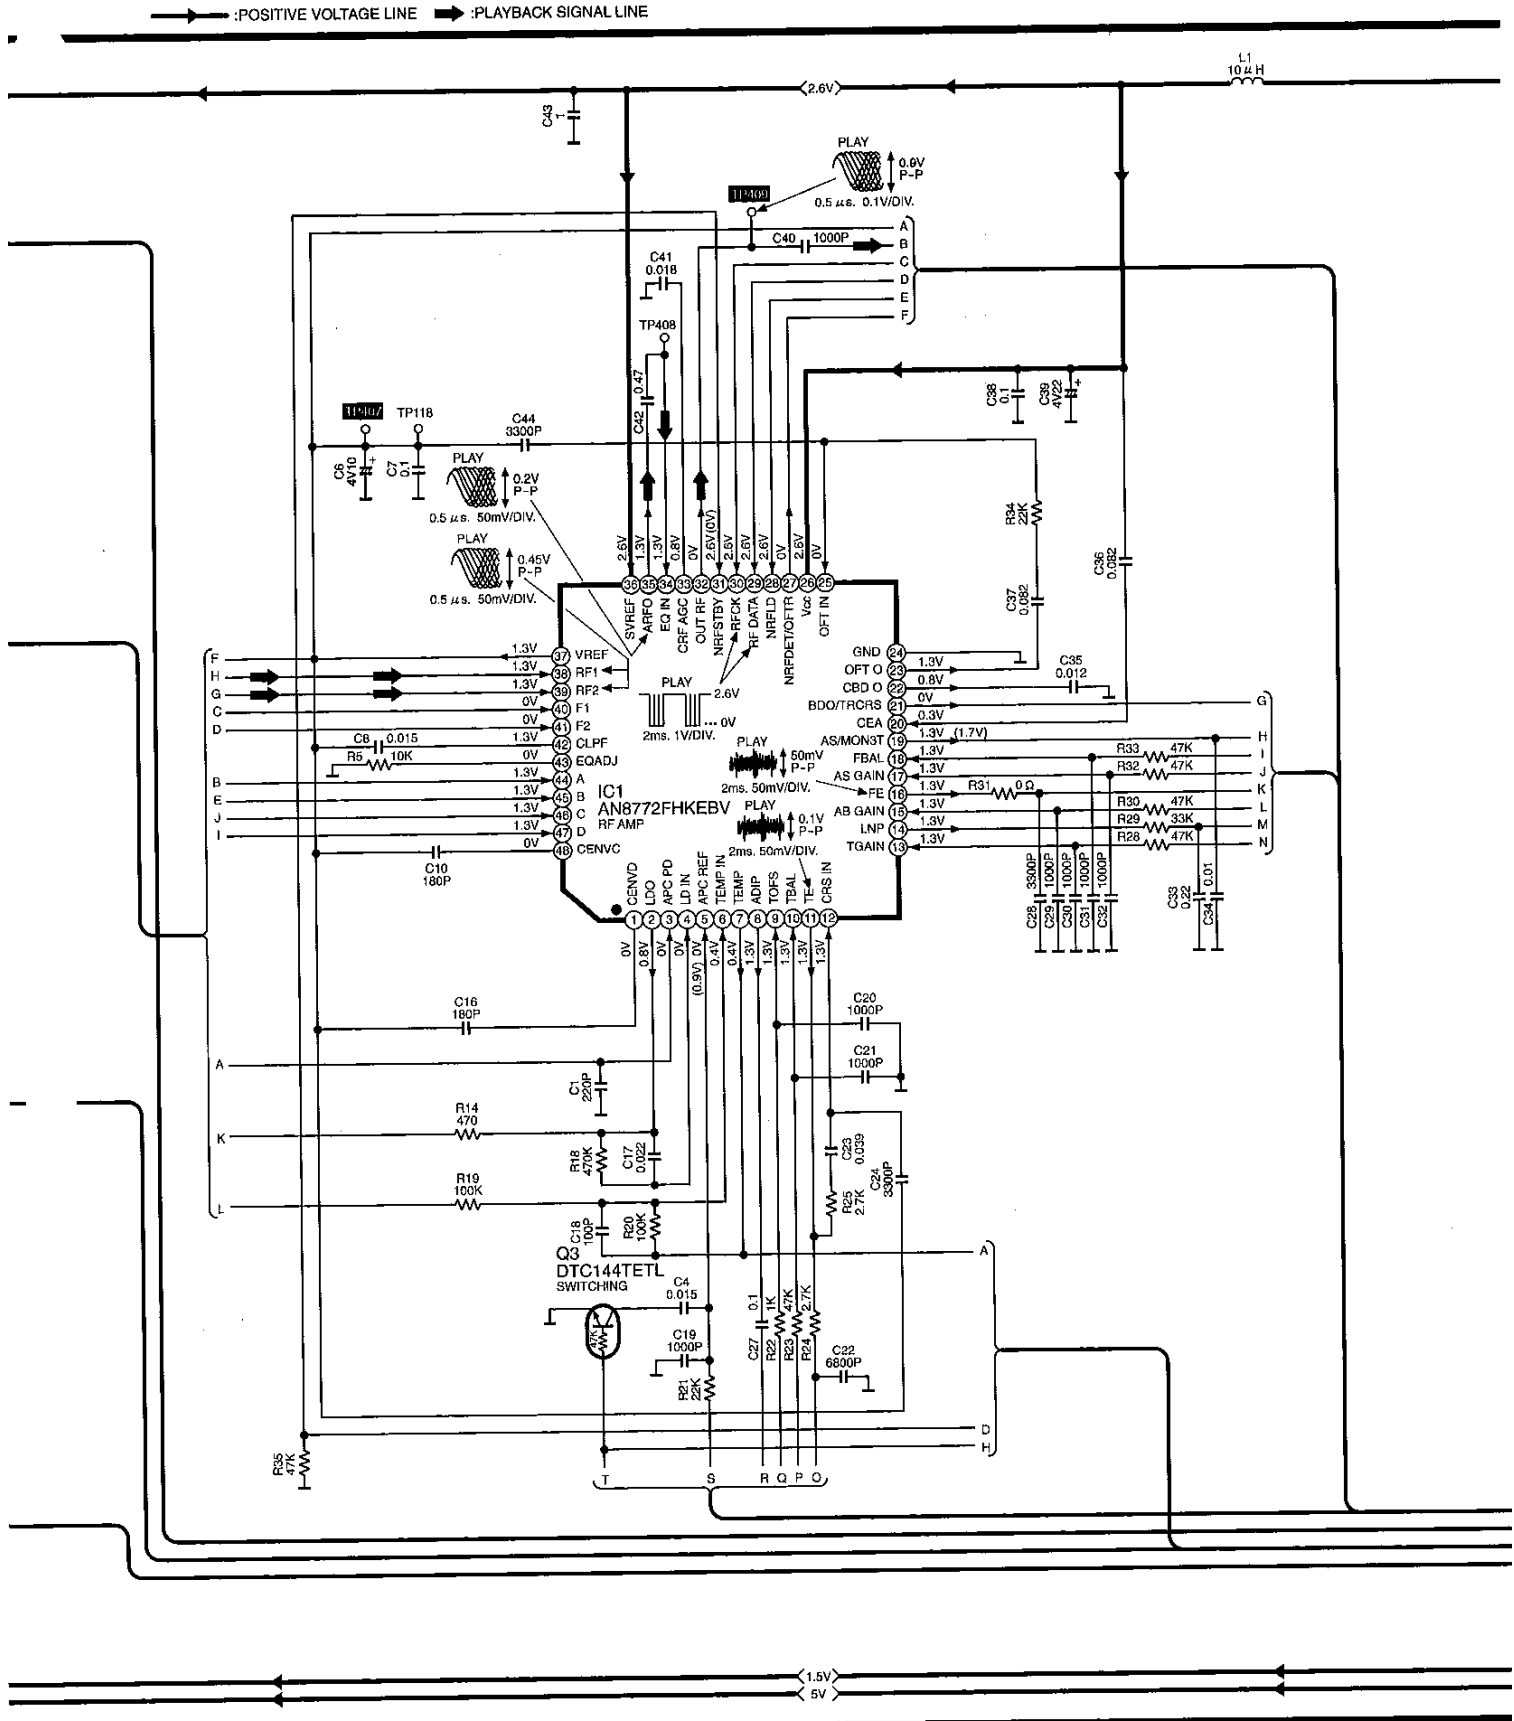 :POSITIVE VOLTAGE LINE :PLAYBACK SIGNAL LINE
L1
10μH
⟨2.6V⟩
C43
1
PLAY
0.9V
P-P
TP409
0.5 μs. 0.1V/DIV.
A
C40 1000P B
C41
0.018
C
D
E
F
TP408
C42 0.47
C38
0.1
C39
4V22
+
TP407 TP118
C44
3300P
C6
4V10
+
C7
0.1
PLAY
0.2V
P-P
0.5 μs. 50mV/DIV.
PLAY
0.45V
P-P
0.5 μs. 50mV/DIV.
R34
22K
C36
0.082
C37
0.082
2.6V 1.3V 1.3V 0.8V 0V 2.6V(0V) 2.6V 2.6V 2.6V 0V 2.6V 0V
36 35 34 33 32 31 30 29 28 27 26 25
SVREF ARFO EQ IN CRF AGC OUT RF NRFSTBY RFCK RF DATA NRFLD NRFDET/OFTR Vcc OFT IN
F 1.3V 37 VREF
H 1.3V 38 RF1
G 1.3V 39 RF2
C 0V 40 F1
D 0V 41 F2
C8 0.015 1.3V 42 CLPF
R5 10K 0V 43 EQADJ
B 1.3V 44 A
E 1.3V 45 B
J 1.3V 46 C
I 1.3V 47 D
0V 48 CENVC
C10
180P
PLAY
2.6V
... 0V
2ms. 1V/DIV.
IC1
AN8772FHKEBV
RF AMP
PLAY
50mV
P-P
2ms. 50mV/DIV.
PLAY
0.1V
P-P
2ms. 50mV/DIV.
GND 24
OFT O 23 1.3V
CBD O 22 0.8V
C35
0.012
BDO/TRCRS 21 0V G
CEA 20 0.3V
AS/MON3T 19 1.3V (1.7V) H
FBAL 18 1.3V R33 47K I
AS GAIN 17 1.3V R32 47K J
FE 16 1.3V R31 0Ω K
AB GAIN 15 1.3V R30 47K L
LNP 14 1.3V R29 33K M
TGAIN 13 1.3V R28 47K N
C28 3300P
C29 1000P
C30 1000P
C31 1000P
C32 1000P
C33
0.22
C34 0.01
CENVD LDO APC PD LD IN APC REF TEMP IN TEMP ADIP TOFS TBAL TE CRS IN
1 2 3 4 5 6 7 8 9 10 11 12
0V 0.8V 0V 0V (0.9V) 0V 0.4V 0.4V 1.3V 1.3V 1.3V 1.3V 1.3V
C16
180P
C20
1000P
C21
1000P
A
C1
220P
K
R14
470
R18
470K
C17
0.022
C23
0.039
C24
3300P
R25
2.7K
L
R19
100K
C18
100P
R20
100K
A
Q3
DTC144TETL
SWITCHING
47K
C4
0.015
C19
1000P
R21
22K
C27 0.1
R22 1K
R23 47K
R24 2.7K
C22
6800P
D
H
R35
47K
T S R Q P O
⟨1.5V⟩
⟨5V⟩